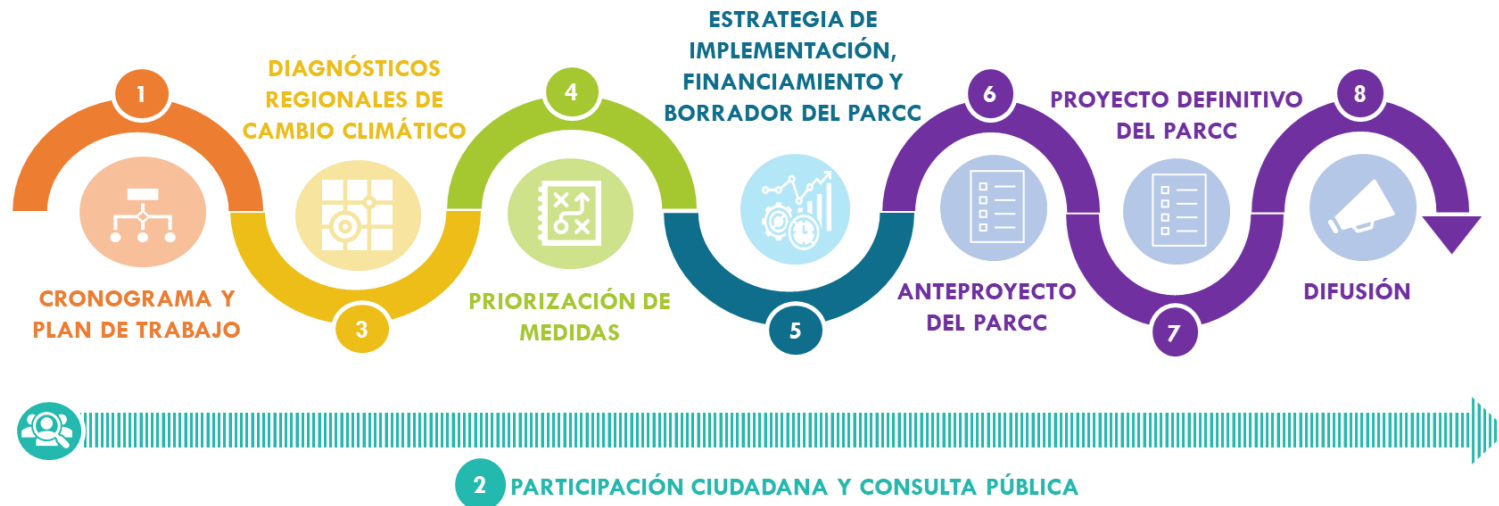 1
CRONOGRAMA Y
PLAN DE TRABAJO
DIAGNÓSTICOS
REGIONALES DE
CAMBIO CLIMÁTICO
3
4
PRIORIZACIÓN DE
MEDIDAS
ESTRATEGIA DE
IMPLEMENTACIÓN,
FINANCIAMIENTO Y
BORRADOR DEL PARCC
5
6
ANTEPROYECTO
DEL PARCC
PROYECTO DEFINITIVO
DEL PARCC
7
8
DIFUSIÓN
2 PARTICIPACIÓN CIUDADANA Y CONSULTA PÚBLICA